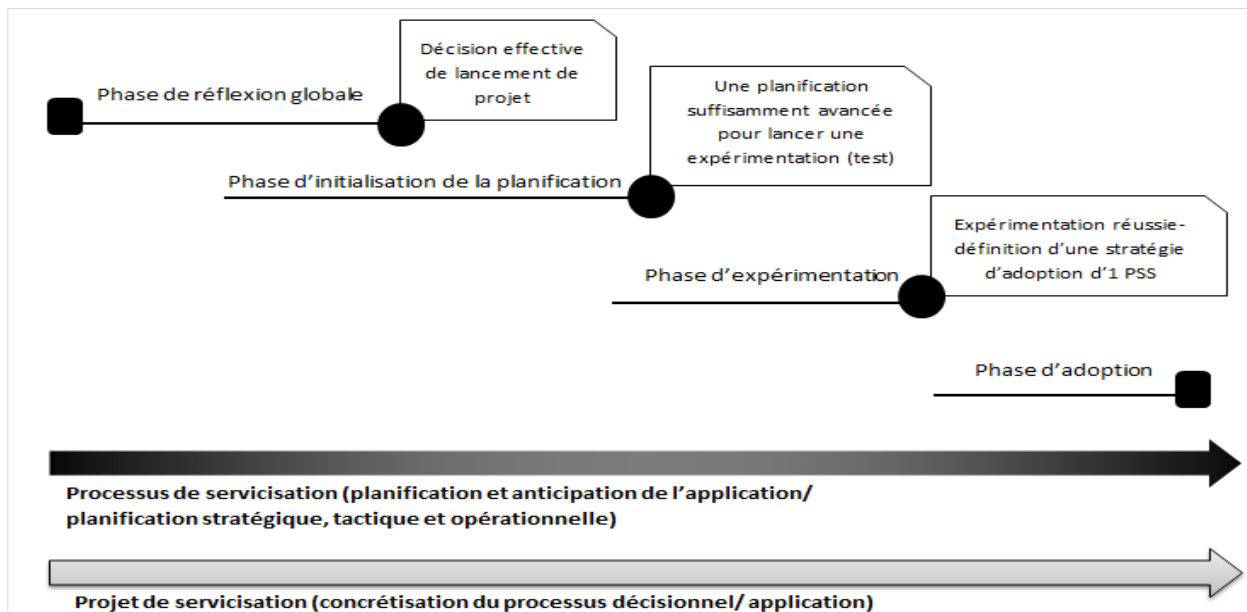 Phase de réflexion globale
Décision effective
de lancement de
projet
Phase d'initialisation de la planification
Une planification
suffisamment avancée
pour lancer une
expérimentation (test)
Phase d'expérimentation
Expérimentation réussie-
définition d'une stratégie
d'adoption d'1 PSS
Phase d'adoption
Processus de servicisation (planification et anticipation de l'application/
planification stratégique, tactique et opérationnelle)
Projet de servicisation (concrétisation du processus décisionnel/ application)